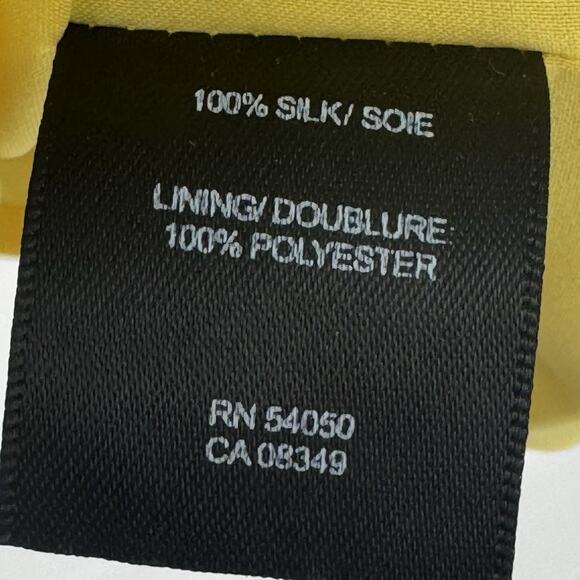 100% SILK/ SOIE
LINING/ DOUBLURE:
100% POLYESTER
RN 54050
CA 08349